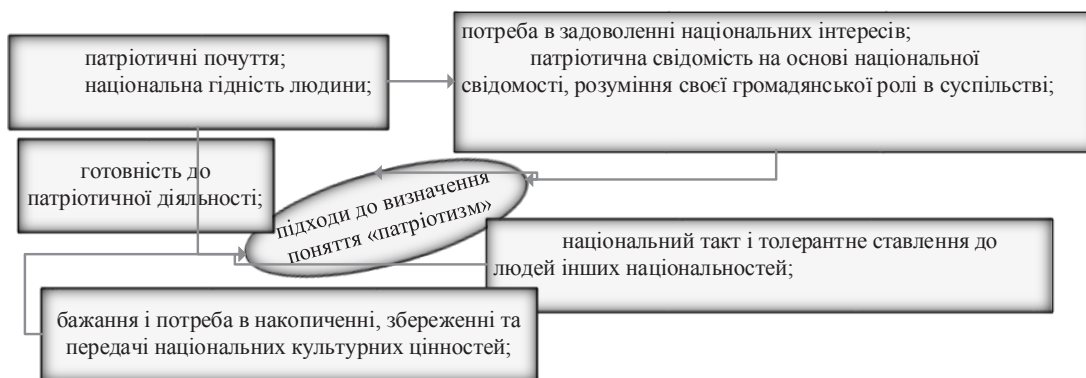 патріотичні почуття;
національна гідність людини;
потреба в задоволенні національних інтересів;
патріотична свідомість на основі національної
свідомості, розуміння своєї громадянської ролі в суспільстві;
готовність до
патріотичної діяльності;
підходи до визначення
поняття «патріотизм»
національний такт і толерантне ставлення до
людей інших національностей;
бажання і потреба в накопиченні, збереженні та
передачі національних культурних цінностей;